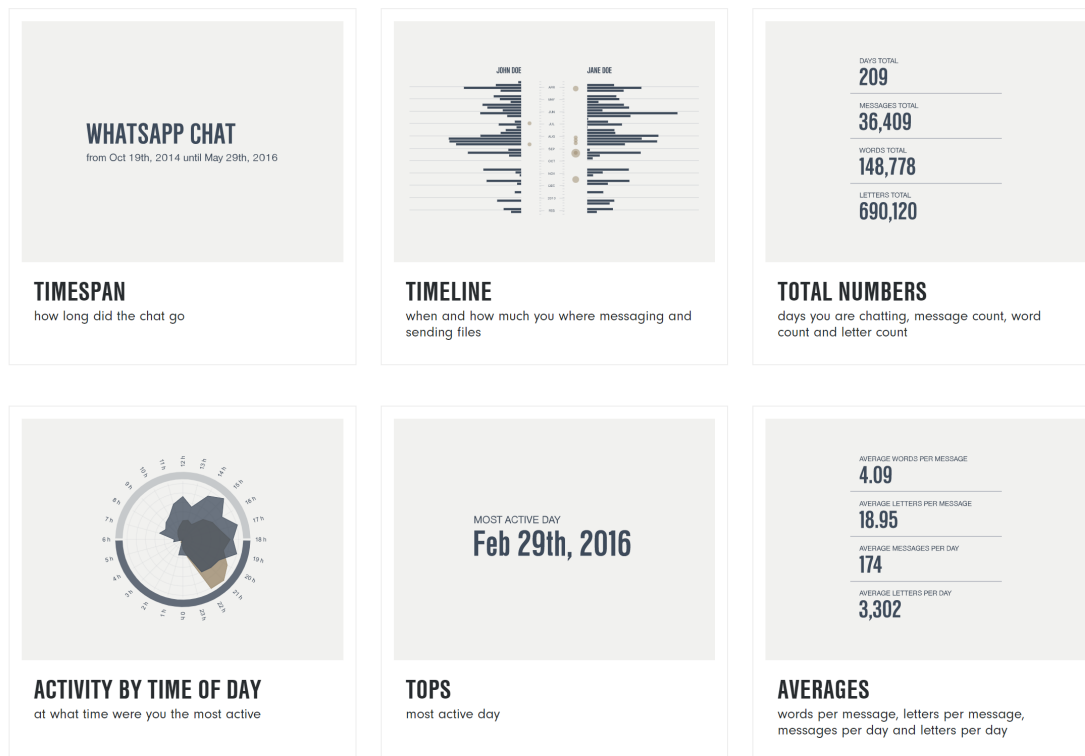 WHATSAPP CHAT
from Oct 19th, 2014 until May 29th, 2016
TIMESPAN
how long did the chat go
JOHN DOE
JANE DOE
TIMELINE
when and how much you where messaging and
sending files
DAYS TOTAL
209
MESSAGES TOTAL
36,409
WORDS TOTAL
148,778
LETTERS TOTAL
690,120
TOTAL NUMBERS
days you are chatting, message count, word
count and letter count
12 h
13 h
14 h
15 h
16 h
17 h
18 h
19 h
20 h
21 h
22 h
23 h
0 h
1 h
2 h
3 h
4 h
5 h
6 h
7 h
8 h
9 h
10 h
11 h
ACTIVITY BY TIME OF DAY
at what time were you the most active
MOST ACTIVE DAY
Feb 29th, 2016
TOPS
most active day
AVERAGE WORDS PER MESSAGE
4.09
AVERAGE LETTERS PER MESSAGE
18.95
AVERAGE MESSAGES PER DAY
174
AVERAGE LETTERS PER DAY
3,302
AVERAGES
words per message, letters per message,
messages per day and letters per day